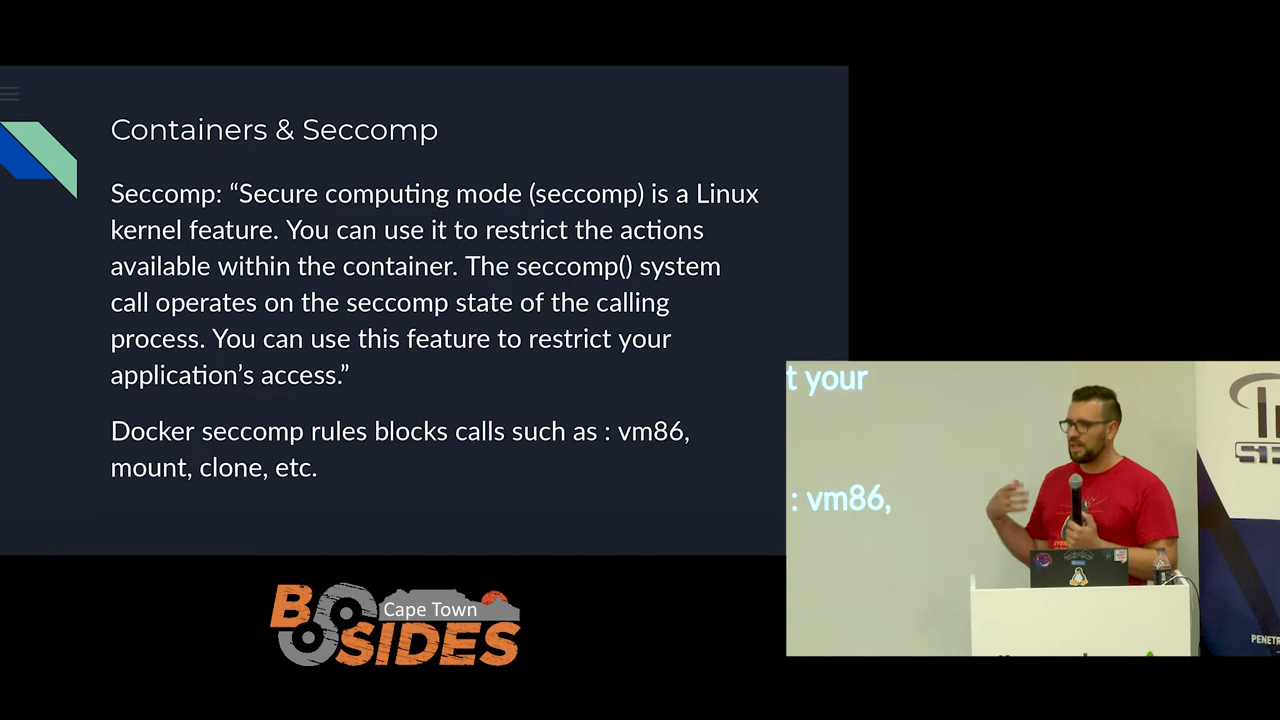 Containers & Seccomp
Seccomp: “Secure computing mode (seccomp) is a Linux
kernel feature. You can use it to restrict the actions
available within the container. The seccomp() system
call operates on the seccomp state of the calling
process. You can use this feature to restrict your
application’s access.”
Docker seccomp rules blocks calls such as : vm86,
mount, clone, etc.
t your
: vm86,
PENETR
B
Cape Town
SIDES